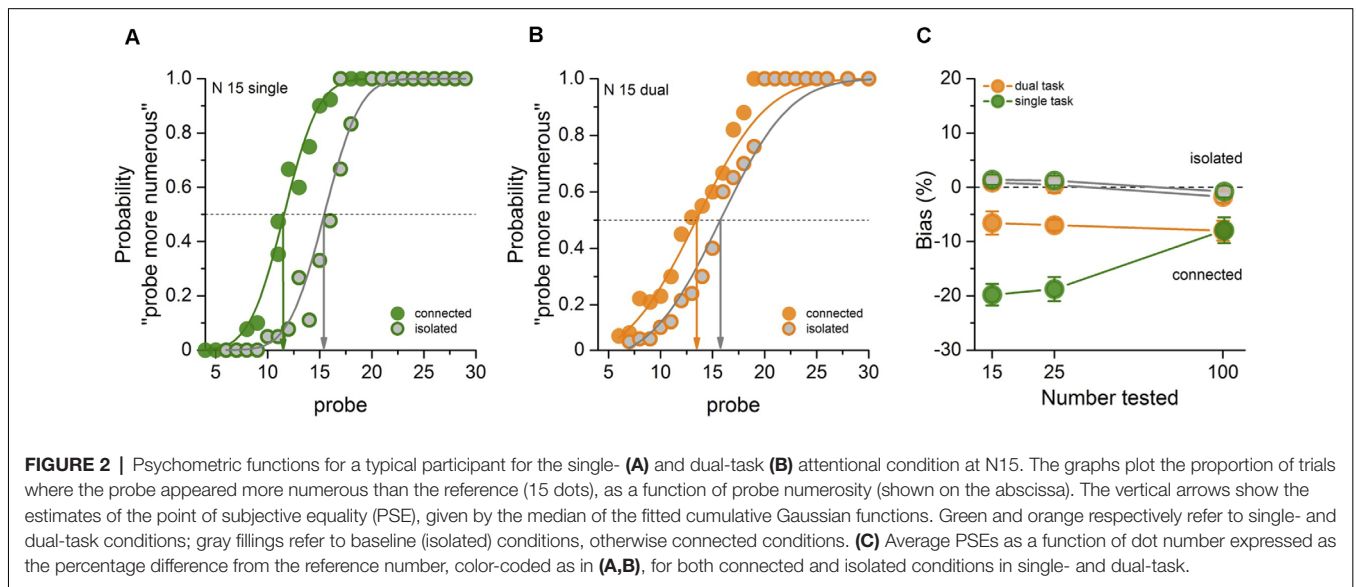 A
N 15 single
Probability
"probe more numerous"
1.0
0.8
0.6
0.4
0.2
0
connected
isolated
5 10 15 20 25 30
probe
B
N 15 dual
Probability
"probe more numerous"
1.0
0.8
0.6
0.4
0.2
0
connected
isolated
5 10 15 20 25 30
probe
C
Bias (%)
20
10
0
-10
-20
-30
dual task
single task
isolated
connected
15 25 100
Number tested
FIGURE 2 | Psychometric functions for a typical participant for the single- (A) and dual-task (B) attentional condition at N15. The graphs plot the proportion of trials
where the probe appeared more numerous than the reference (15 dots), as a function of probe numerosity (shown on the abscissa). The vertical arrows show the
estimates of the point of subjective equality (PSE), given by the median of the fitted cumulative Gaussian functions. Green and orange respectively refer to single- and
dual-task conditions; gray fillings refer to baseline (isolated) conditions, otherwise connected conditions. (C) Average PSEs as a function of dot number expressed as
the percentage difference from the reference number, color-coded as in (A,B), for both connected and isolated conditions in single- and dual-task.